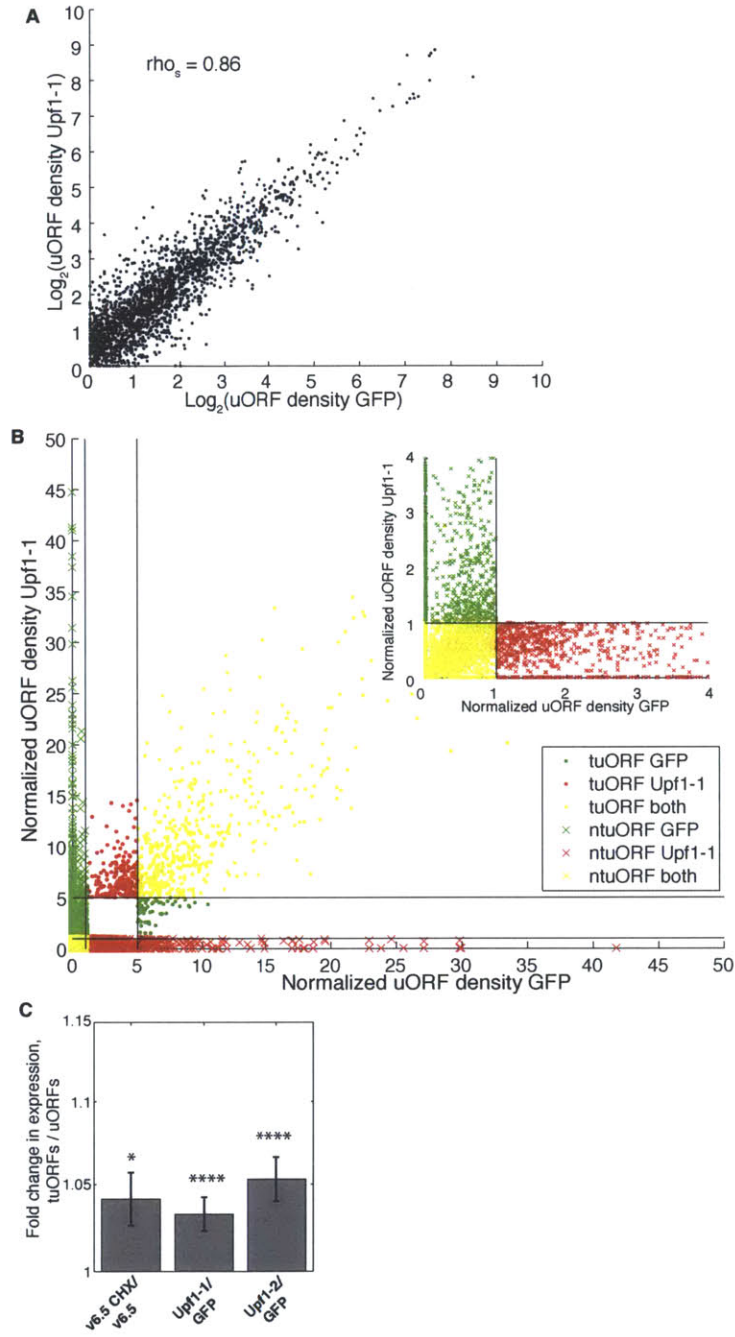 A
rho_s = 0.86
Log₂(uORF density Upf1-1)
10
9
8
7
6
5
4
3
2
1
0
0 1 2 3 4 5 6 7 8 9 10
Log₂(uORF density GFP)
B
Normalized uORF density Upf1-1
50
45
40
35
30
25
20
15
10
5
0
0 5 10 15 20 25 30 35 40 45 50
Normalized uORF density GFP
Normalized uORF density Upf1-1
4
3
2
1
0
0 1 2 3 4
Normalized uORF density GFP
tuORF GFP
tuORF Upf1-1
tuORF both
ntuORF GFP
ntuORF Upf1-1
ntuORF both
C
Fold change in expression,
tuORFs / uORFs
1.15
1.1
1.05
1
*
****
****
v6.5 CHX/
v6.5
Upf1-1/
GFP
Upf1-2/
GFP